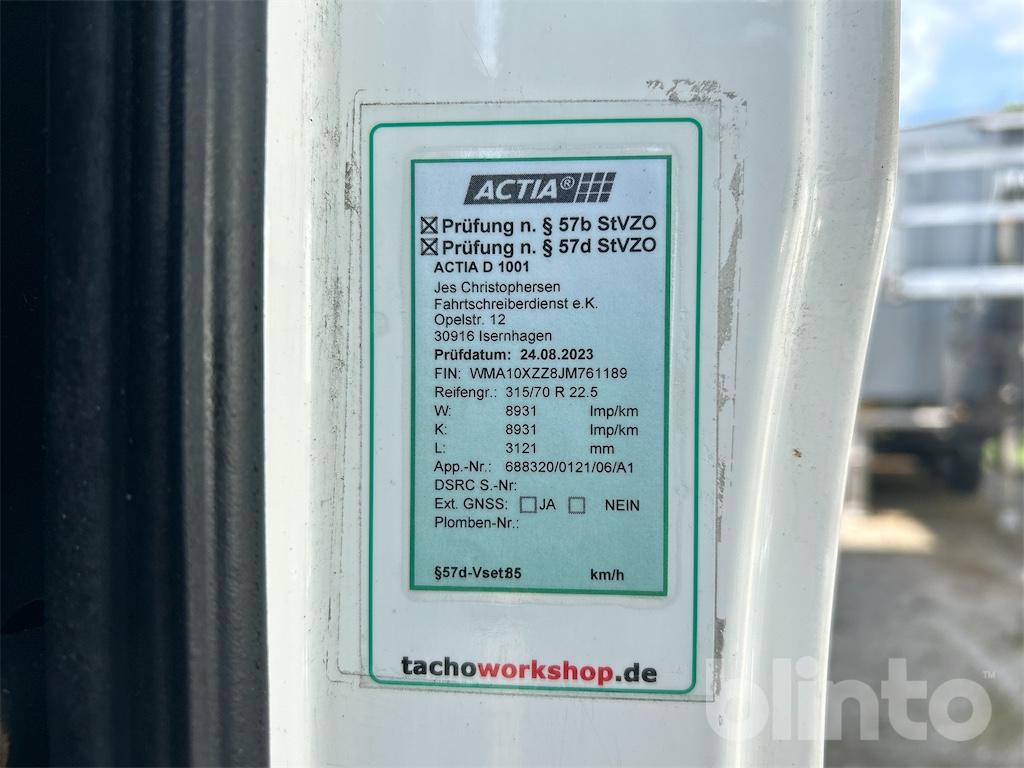 ACTIA®
☒ Prüfung n. § 57b StVZO
☒ Prüfung n. § 57d StVZO
ACTIA D 1001
Jes Christophersen
Fahrtschreiberdienst e.K.
Opelstr. 12
30916 Isernhagen
Prüfdatum: 24.08.2023
FIN: WMA10XZZ8JM761189
Reifengr.: 315/70 R 22.5
W: 8931 Imp/km
K: 8931 Imp/km
L: 3121 mm
App.-Nr.: 688320/0121/06/A1
DSRC S.-Nr:
Ext. GNSS: ☐ JA ☐ NEIN
Plomben-Nr.:
§57d-Vset:85 km/h
tachoworkshop.de
blinto™